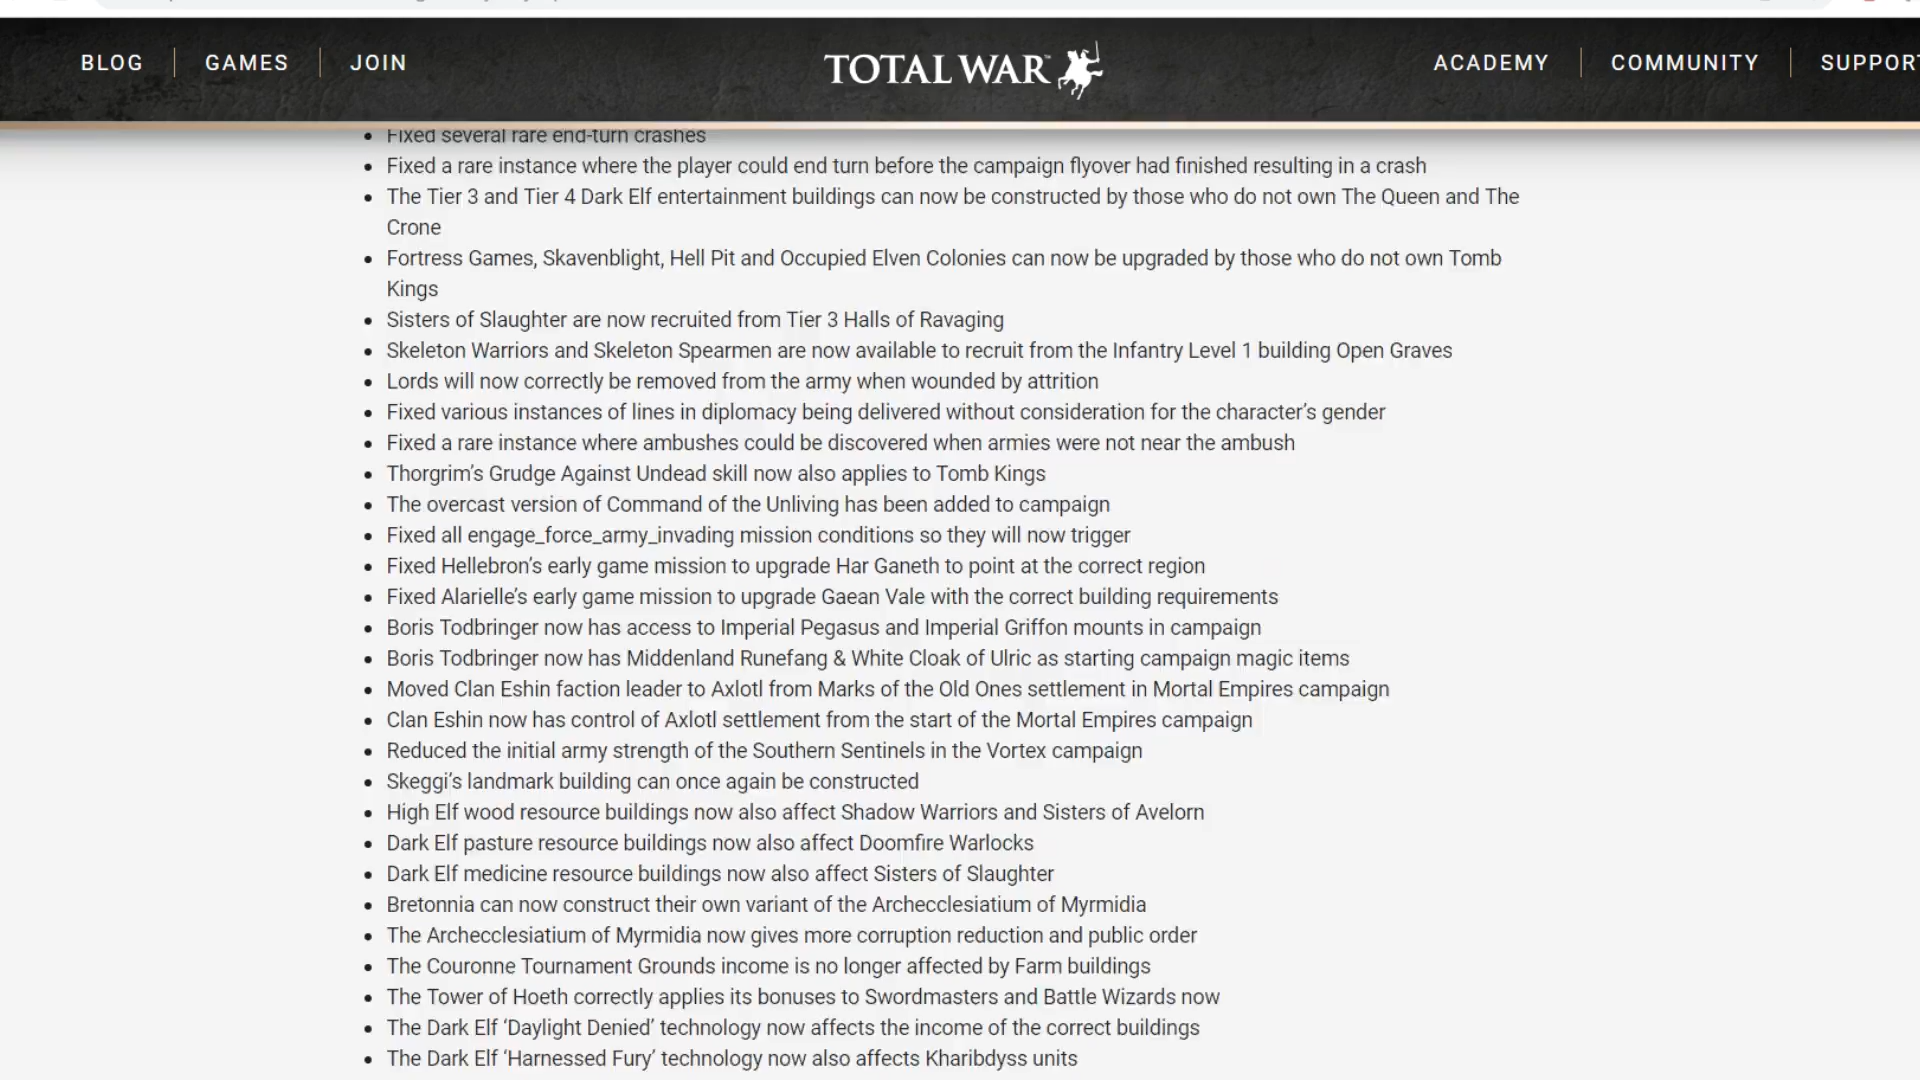 BLOG
GAMES
JOIN
TOTAL WAR™
ACADEMY
COMMUNITY
SUPPORT
• Fixed several rare end-turn crashes
• Fixed a rare instance where the player could end turn before the campaign flyover had finished resulting in a crash
• The Tier 3 and Tier 4 Dark Elf entertainment buildings can now be constructed by those who do not own The Queen and The
Crone
• Fortress Games, Skavenblight, Hell Pit and Occupied Elven Colonies can now be upgraded by those who do not own Tomb
Kings
• Sisters of Slaughter are now recruited from Tier 3 Halls of Ravaging
• Skeleton Warriors and Skeleton Spearmen are now available to recruit from the Infantry Level 1 building Open Graves
• Lords will now correctly be removed from the army when wounded by attrition
• Fixed various instances of lines in diplomacy being delivered without consideration for the character’s gender
• Fixed a rare instance where ambushes could be discovered when armies were not near the ambush
• Thorgrim’s Grudge Against Undead skill now also applies to Tomb Kings
• The overcast version of Command of the Unliving has been added to campaign
• Fixed all engage_force_army_invading mission conditions so they will now trigger
• Fixed Hellebron’s early game mission to upgrade Har Ganeth to point at the correct region
• Fixed Alarielle’s early game mission to upgrade Gaean Vale with the correct building requirements
• Boris Todbringer now has access to Imperial Pegasus and Imperial Griffon mounts in campaign
• Boris Todbringer now has Middenland Runefang & White Cloak of Ulric as starting campaign magic items
• Moved Clan Eshin faction leader to Axlotl from Marks of the Old Ones settlement in Mortal Empires campaign
• Clan Eshin now has control of Axlotl settlement from the start of the Mortal Empires campaign
• Reduced the initial army strength of the Southern Sentinels in the Vortex campaign
• Skeggi’s landmark building can once again be constructed
• High Elf wood resource buildings now also affect Shadow Warriors and Sisters of Avelorn
• Dark Elf pasture resource buildings now also affect Doomfire Warlocks
• Dark Elf medicine resource buildings now also affect Sisters of Slaughter
• Bretonnia can now construct their own variant of the Archecclesiatium of Myrmidia
• The Archecclesiatium of Myrmidia now gives more corruption reduction and public order
• The Couronne Tournament Grounds income is no longer affected by Farm buildings
• The Tower of Hoeth correctly applies its bonuses to Swordmasters and Battle Wizards now
• The Dark Elf ‘Daylight Denied’ technology now affects the income of the correct buildings
• The Dark Elf ‘Harnessed Fury’ technology now also affects Kharibdyss units